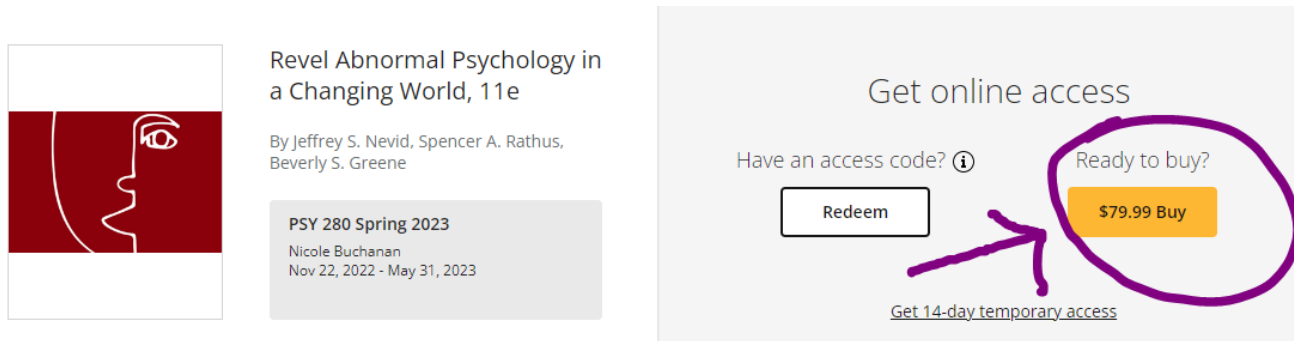 Revel Abnormal Psychology in
a Changing World, 11e
By Jeffrey S. Nevid, Spencer A. Rathus,
Beverly S. Greene
PSY 280 Spring 2023
Nicole Buchanan
Nov 22, 2022 - May 31, 2023
Get online access
Have an access code?
Redeem
Ready to buy?
$79.99 Buy
Get 14-day temporary access